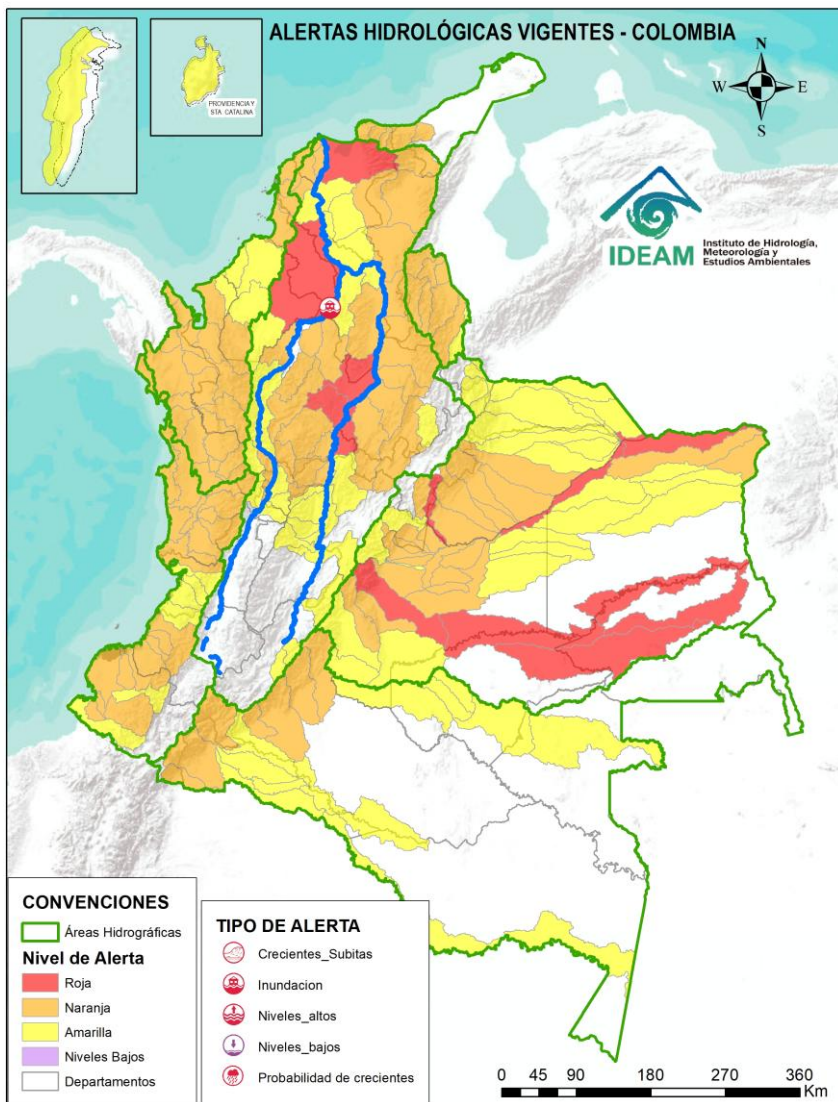 ALERTAS HIDROLÓGICAS VIGENTES - COLOMBIA
PROVIDENCIA Y
STA. CATALINA
N
W E
S
IDEAM
Instituto de Hidrología,
Meteorología y
Estudios Ambientales
CONVENCIONES
Áreas Hidrográficas
Nivel de Alerta
Roja
Naranja
Amarilla
Niveles Bajos
Departamentos
TIPO DE ALERTA
Crecientes_Subitas
Inundacion
Niveles_altos
Niveles_bajos
Probabilidad de crecientes
0 45 90 180 270 360
Km